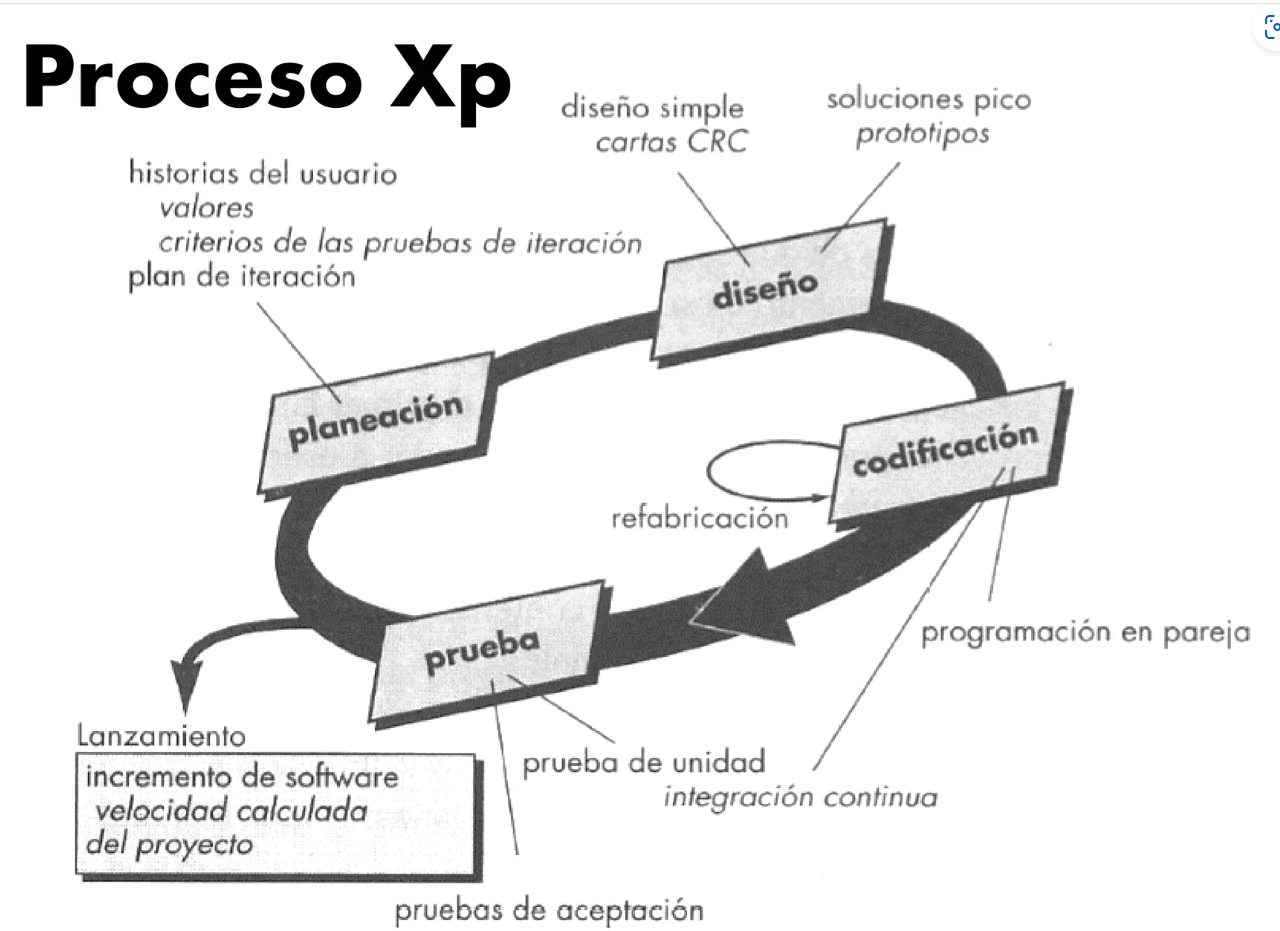 Proceso Xp
diseño simple
cartas CRC
soluciones pico
prototipos
historias del usuario
valores
criterios de las pruebas de iteración
plan de iteración
diseño
planeación
codificación
refabricación
programación en pareja
prueba
Lanzamiento
incremento de software
velocidad calculada
del proyecto
prueba de unidad
integración continua
pruebas de aceptación